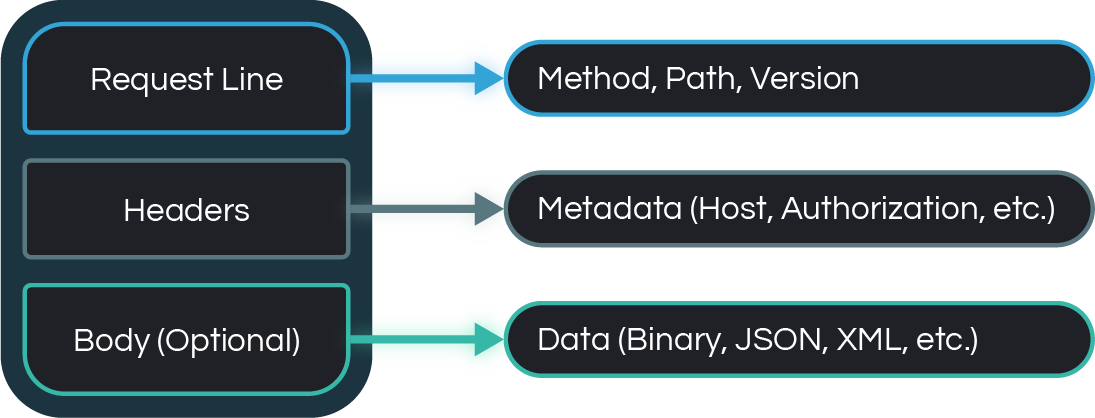 Request Line
Method, Path, Version
Headers
Metadata (Host, Authorization, etc.)
Body (Optional)
Data (Binary, JSON, XML, etc.)